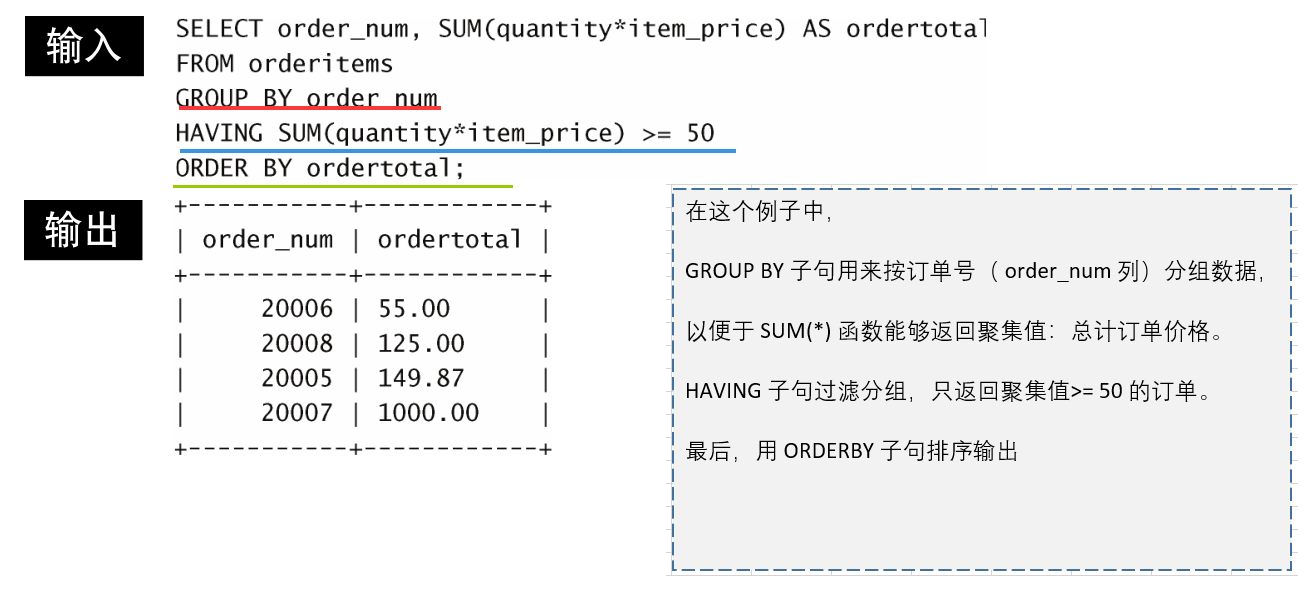 输入
SELECT order_num, SUM(quantity*item_price) AS ordertotal
FROM orderitems
GROUP BY order_num
HAVING SUM(quantity*item_price) >= 50
ORDER BY ordertotal;
输出
+-----------+------------+
| order_num | ordertotal |
+-----------+------------+
| 20006 | 55.00 |
| 20008 | 125.00 |
| 20005 | 149.87 |
| 20007 | 1000.00 |
+-----------+------------+
在这个例子中，
GROUP BY 子句用来按订单号（ order_num 列）分组数据，
以便于 SUM(*) 函数能够返回聚集值：总计订单价格。
HAVING 子句过滤分组，只返回聚集值>= 50 的订单。
最后，用 ORDERBY 子句排序输出